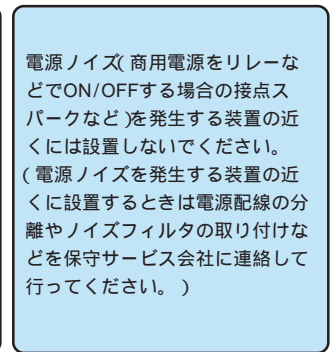 電源ノイズ(商用電源をリレーな
どでON/OFFする場合の接点ス
パークなど)を発生する装置の近
くには設置しないでください。
(電源ノイズを発生する装置の近
くに設置するときは電源配線の分
離やノイズフィルタの取り付けな
どを保守サービス会社に連絡して
行ってください。)